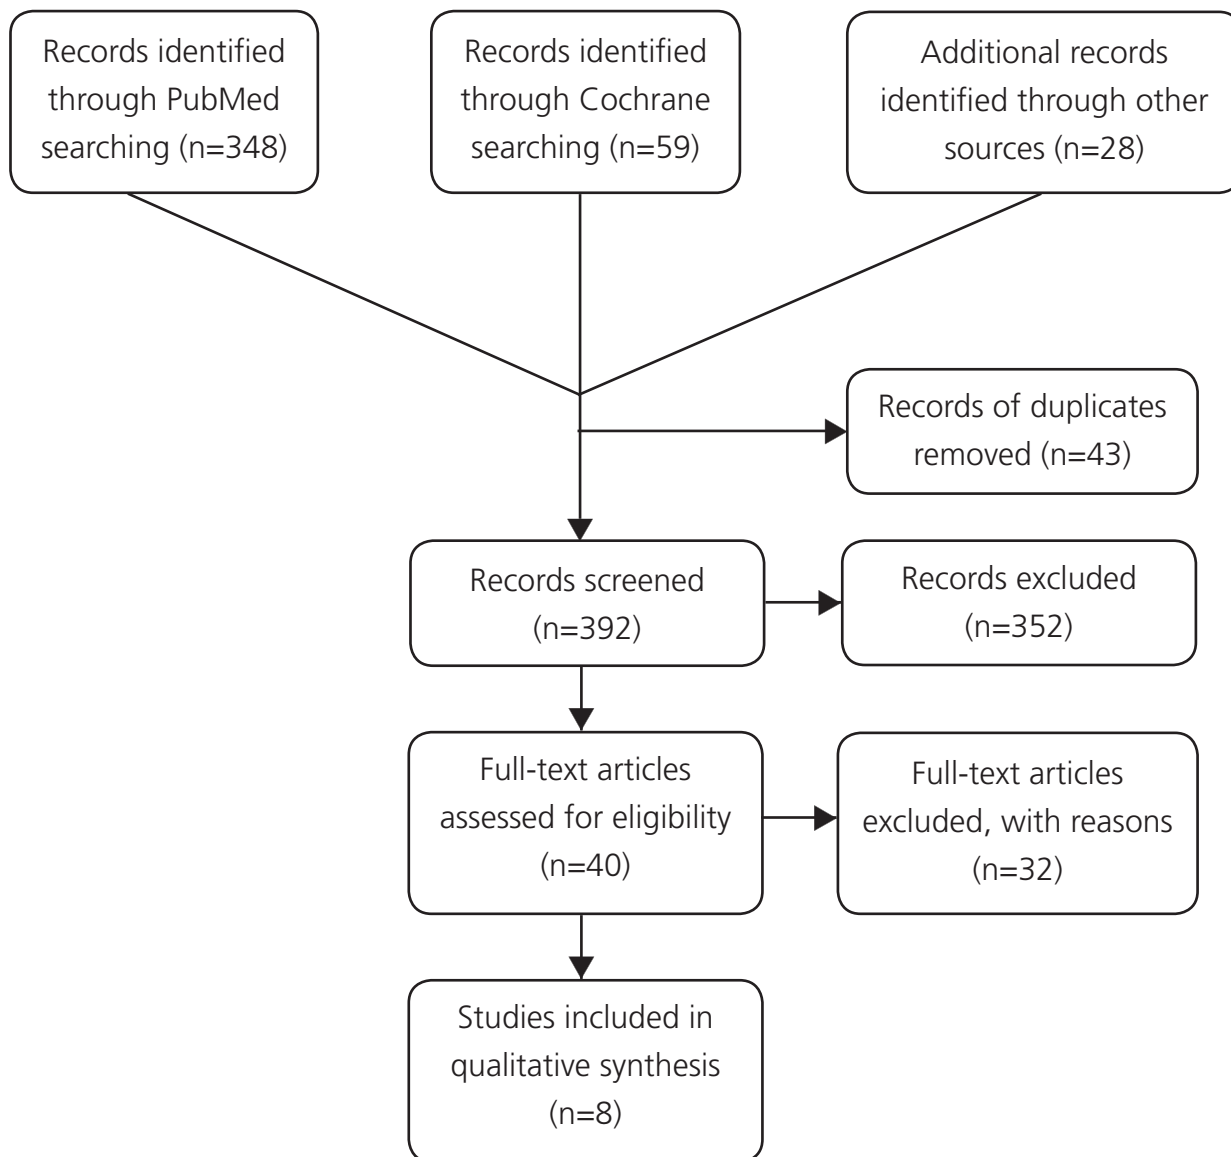 Records identified
through PubMed
searching (n=348)
Records identified
through Cochrane
searching (n=59)
Additional records
identified through other
sources (n=28)
Records of duplicates
removed (n=43)
Records screened
(n=392)
Records excluded
(n=352)
Full-text articles
assessed for eligibility
(n=40)
Full-text articles
excluded, with reasons
(n=32)
Studies included in
qualitative synthesis
(n=8)